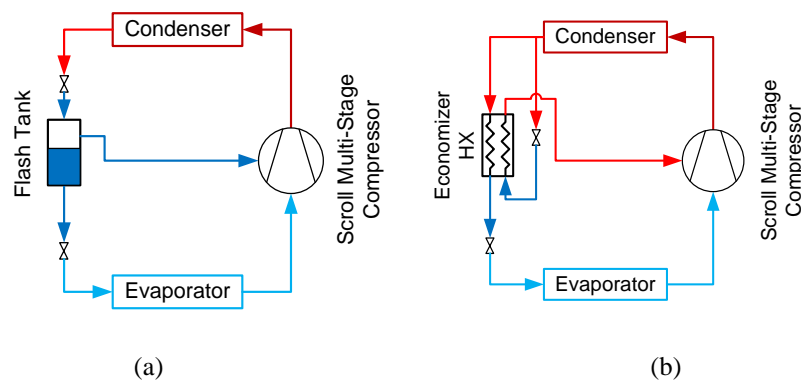 Condenser
Flash Tank
Scroll Multi-Stage
Compressor
Evaporator
(a)
Condenser
Economizer
HX
Scroll Multi-Stage
Compressor
Evaporator
(b)